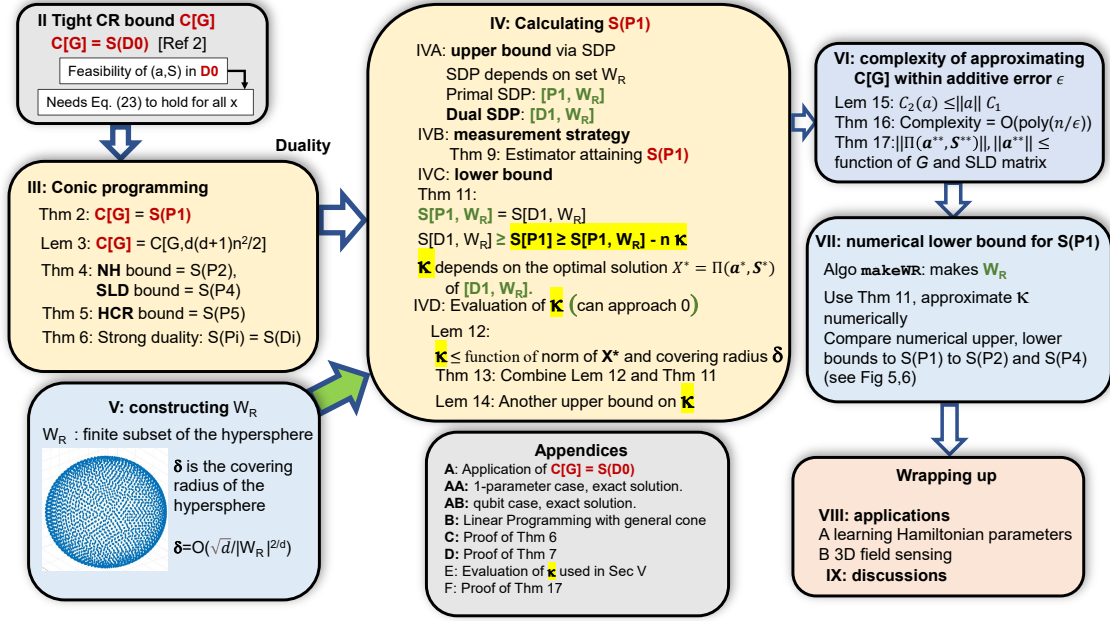 II Tight CR bound C[G]
C[G] = S(D0) [Ref 2]
Feasibility of (a,S) in D0
Needs Eq. (23) to hold for all x
Duality
III: Conic programming
Thm 2: C[G] = S(P1)
Lem 3: C[G] = C[G,d(d+1)n²/2]
Thm 4: NH bound = S(P2),
SLD bound = S(P4)
Thm 5: HCR bound = S(P5)
Thm 6: Strong duality: S(Pi) = S(Di)
V: constructing W_R
W_R : finite subset of the hypersphere
δ is the covering
radius of the
hypersphere
δ=O(√d/|W_R|^{2/d})
IV: Calculating S(P1)
IVA: upper bound via SDP
SDP depends on set W_R
Primal SDP: [P1, W_R]
Dual SDP: [D1, W_R]
IVB: measurement strategy
Thm 9: Estimator attaining S(P1)
IVC: lower bound
Thm 11:
S[P1, W_R] = S[D1, W_R]
S[D1, W_R] ≥ S[P1] ≥ S[P1, W_R] - n κ
κ depends on the optimal solution X* = Π(a*, S*)
of [D1, W_R].
IVD: Evaluation of κ (can approach 0)
Lem 12:
κ ≤ function of norm of X* and covering radius δ
Thm 13: Combine Lem 12 and Thm 11
Lem 14: Another upper bound on κ
Appendices
A: Application of C[G] = S(D0)
AA: 1-parameter case, exact solution.
AB: qubit case, exact solution.
B: Linear Programming with general cone
C: Proof of Thm 6
D: Proof of Thm 7
E: Evaluation of κ used in Sec V
F: Proof of Thm 17
VI: complexity of approximating
C[G] within additive error ϵ
Lem 15: C₂(a) ≤||a|| C₁
Thm 16: Complexity = O(poly(n/ϵ))
Thm 17:||Π(a**, S**)||, ||a**|| ≤
function of G and SLD matrix
VII: numerical lower bound for S(P1)
Algo makeWR: makes W_R
Use Thm 11, approximate κ
numerically
Compare numerical upper, lower
bounds to S(P1) to S(P2) and S(P4)
(see Fig 5,6)
Wrapping up
VIII: applications
A learning Hamiltonian parameters
B 3D field sensing
IX: discussions